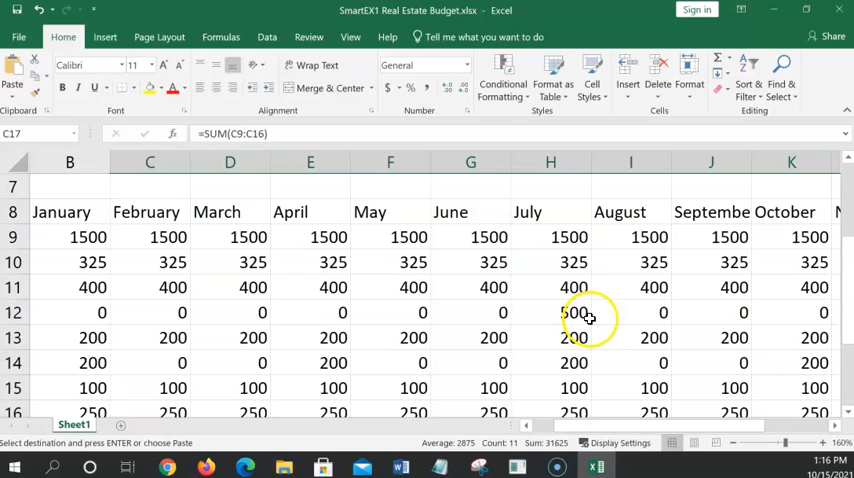 SmartEX1 Real Estate Budget.xlsx - Excel
Sign in
File Home Insert Page Layout Formulas Data Review View Help Tell me what you want to do Share
Paste
Calibri 11 A A Wrap Text General Conditional Formatting Format as Table Cell Styles Insert Delete Format Sort & Filter Find & Select
B I U A Merge & Center $ % ,
Clipboard Font Alignment Number Styles Cells Editing
C17 fx =SUM(C9:C16)
B C D E F G H I J K
7
8 January February March April May June July August Septembe October
9 1500 1500 1500 1500 1500 1500 1500 1500 1500 1500
10 325 325 325 325 325 325 325 325 325 325
11 400 400 400 400 400 400 400 400 400 400
12 0 0 0 0 0 0 500 0 0 0
13 200 200 200 200 200 200 200 200 200 200
14 200 0 0 200 0 0 200 0 0 200
15 100 100 100 100 100 100 100 100 100 100
16 250 250 250 250 250 250 250 250 250 250
Sheet1
Select destination and press ENTER or choose Paste Average: 2875 Count: 11 Sum: 31625 Display Settings 160%
1:16 PM
10/15/2021